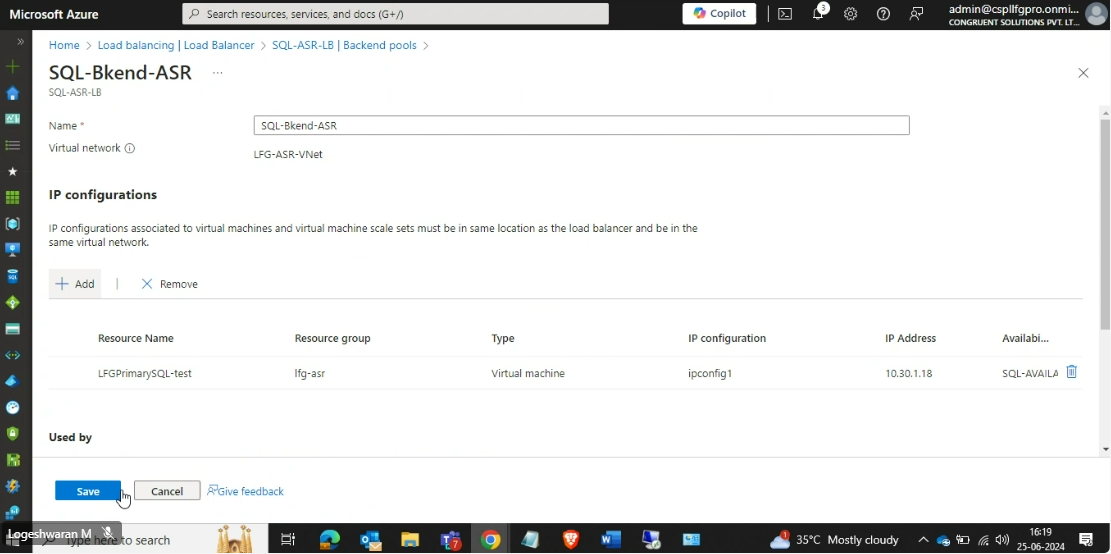 Microsoft Azure
Search resources, services, and docs (G+/)
Copilot
3
admin@cspllfgpro.onmi...
CONGRUENT SOLUTIONS PVT. LT...
Home > Load balancing | Load Balancer > SQL-ASR-LB | Backend pools >
SQL-Bkend-ASR ...
SQL-ASR-LB
Name *
SQL-Bkend-ASR
Virtual network
LFG-ASR-VNet
IP configurations
IP configurations associated to virtual machines and virtual machine scale sets must be in same location as the load balancer and be in the
same virtual network.
+ Add | Remove
Resource Name Resource group Type IP configuration IP Address Availabi...
LFGPrimarySQL-test lfg-asr Virtual machine ipconfig1 10.30.1.18 SQL-AVAILA
Used by
Save Cancel Give feedback
Logeshwaran M
Type here to search
7
35°C Mostly cloudy
16:19
25-06-2024